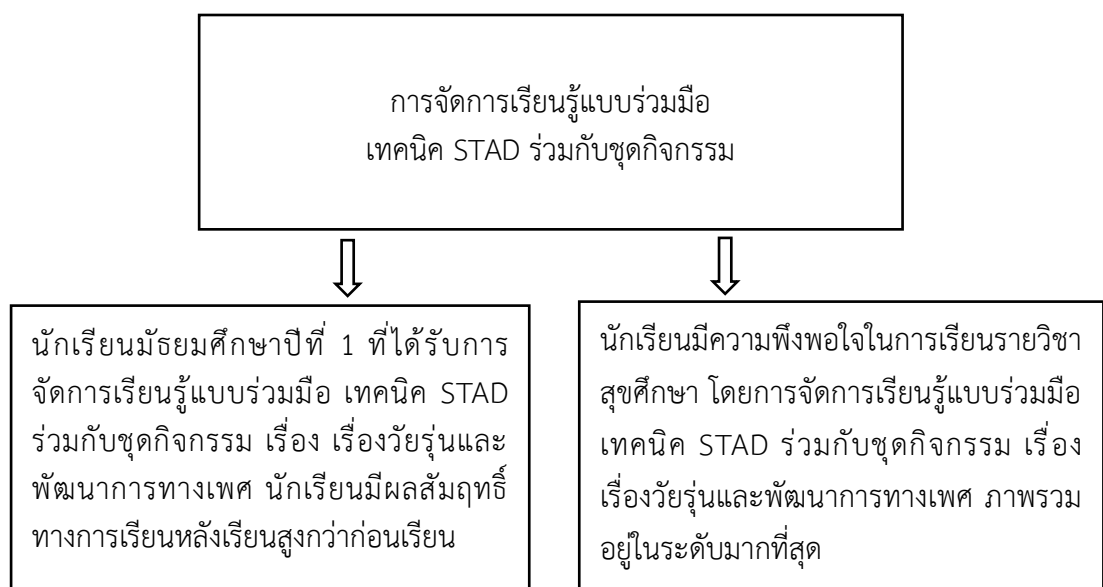 การจัดการเรียนรู้แบบร่วมมือ
เทคนิค STAD ร่วมกับชุดกิจกรรม
นักเรียนมัธยมศึกษาปีที่ 1 ที่ได้รับการ
จัดการเรียนรู้แบบร่วมมือ เทคนิค STAD
ร่วมกับชุดกิจกรรม เรื่อง เรื่องวัยรุ่นและ
พัฒนาการทางเพศ นักเรียนมีผลสัมฤทธิ์
ทางการเรียนหลังเรียนสูงกว่าก่อนเรียน
นักเรียนมีความพึงพอใจในการเรียนรายวิชา
สุขศึกษา โดยการจัดการเรียนรู้แบบร่วมมือ
เทคนิค STAD ร่วมกับชุดกิจกรรม เรื่อง
เรื่องวัยรุ่นและพัฒนาการทางเพศ ภาพรวม
อยู่ในระดับมากที่สุด